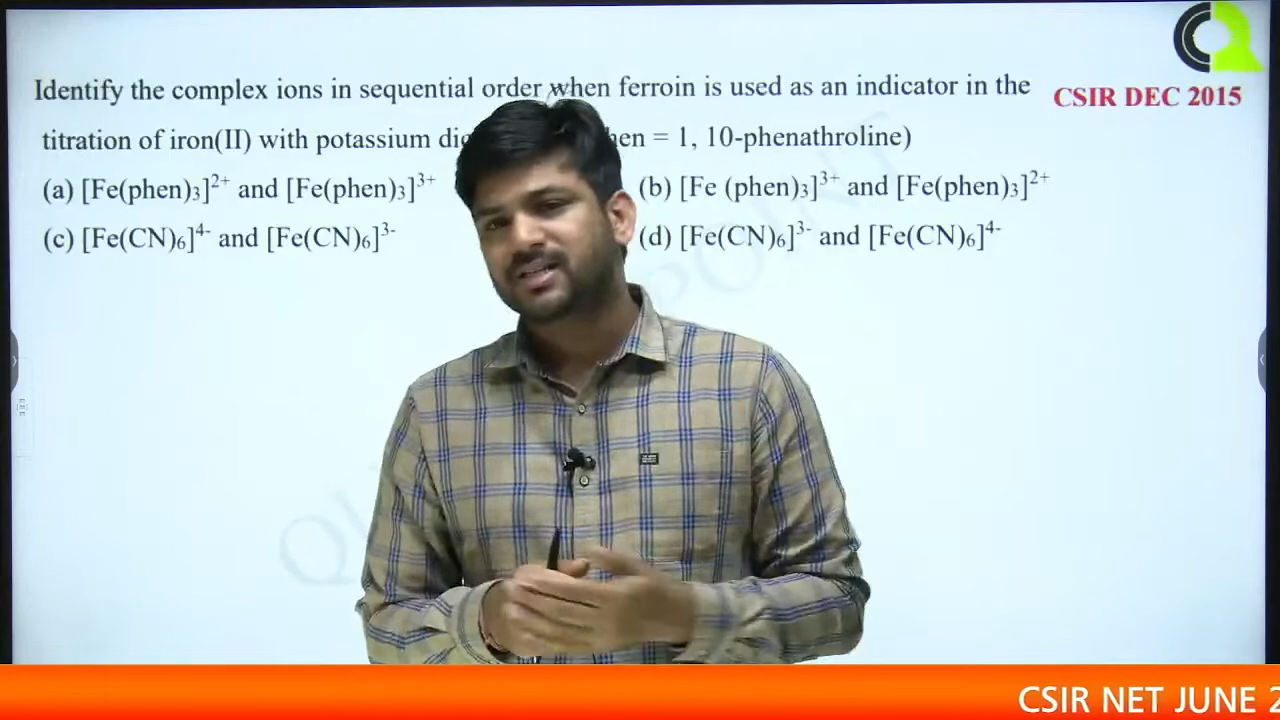 Identify the complex ions in sequential order when ferroin is used as an indicator in the
CSIR DEC 2015
titration of iron(II) with potassium = 1, 10-phenathroline)
(a) [Fe(phen)₃]²⁺ and [Fe(phen)₃]³⁺
(b) [Fe (phen)₃]³⁺ and [Fe(phen)₃]²⁺
(c) [Fe(CN)₆]⁴⁻ and [Fe(CN)₆]³⁻
(d) [Fe(CN)₆]³⁻ and [Fe(CN)₆]⁴⁻
CSIR NET JUNE